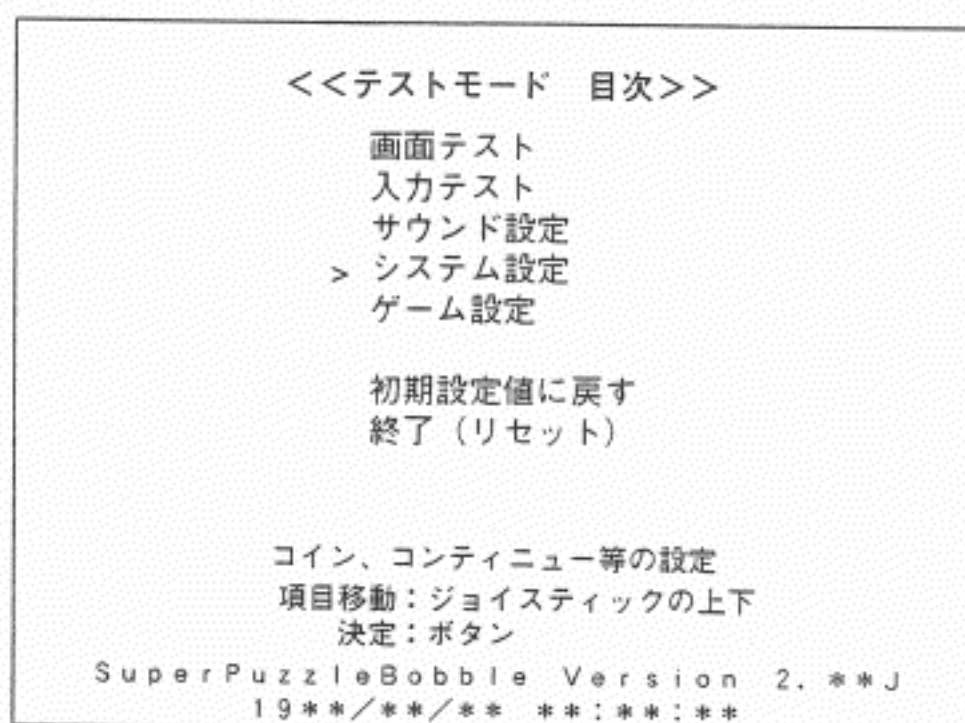 <<テストモード　目次>>
画面テスト
入力テスト
サウンド設定
> システム設定
ゲーム設定
初期設定値に戻す
終了（リセット）
コイン、コンティニュー等の設定
項目移動：ジョイスティックの上下
決定：ボタン
SuperPuzzleBobble Version 2.**J
19**/**/** **:**:**